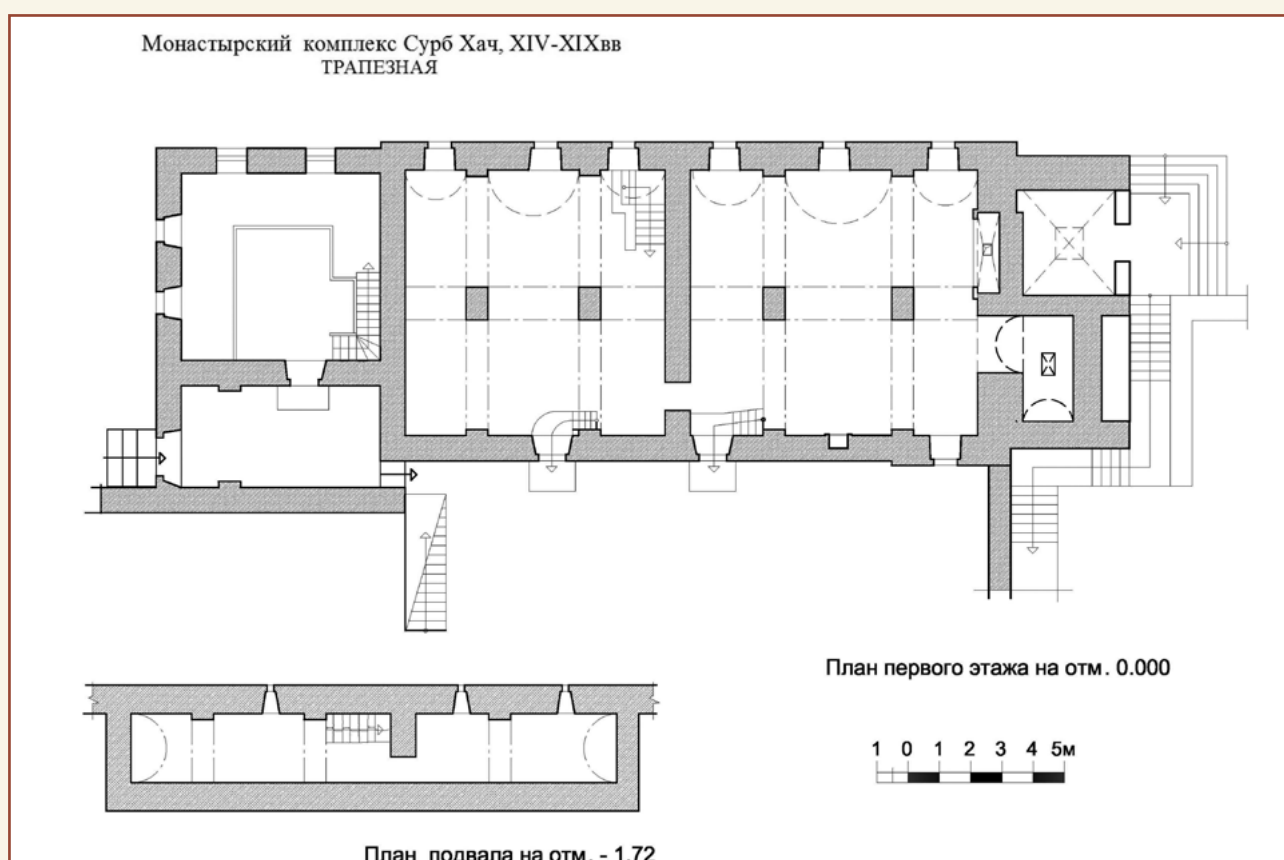 Монастырский комплекс Сурб Хач, XIV-XIXвв
ТРАПЕЗНАЯ
План первого этажа на отм. 0.000
1 0 1 2 3 4 5м
План подвала на отм. - 1.72